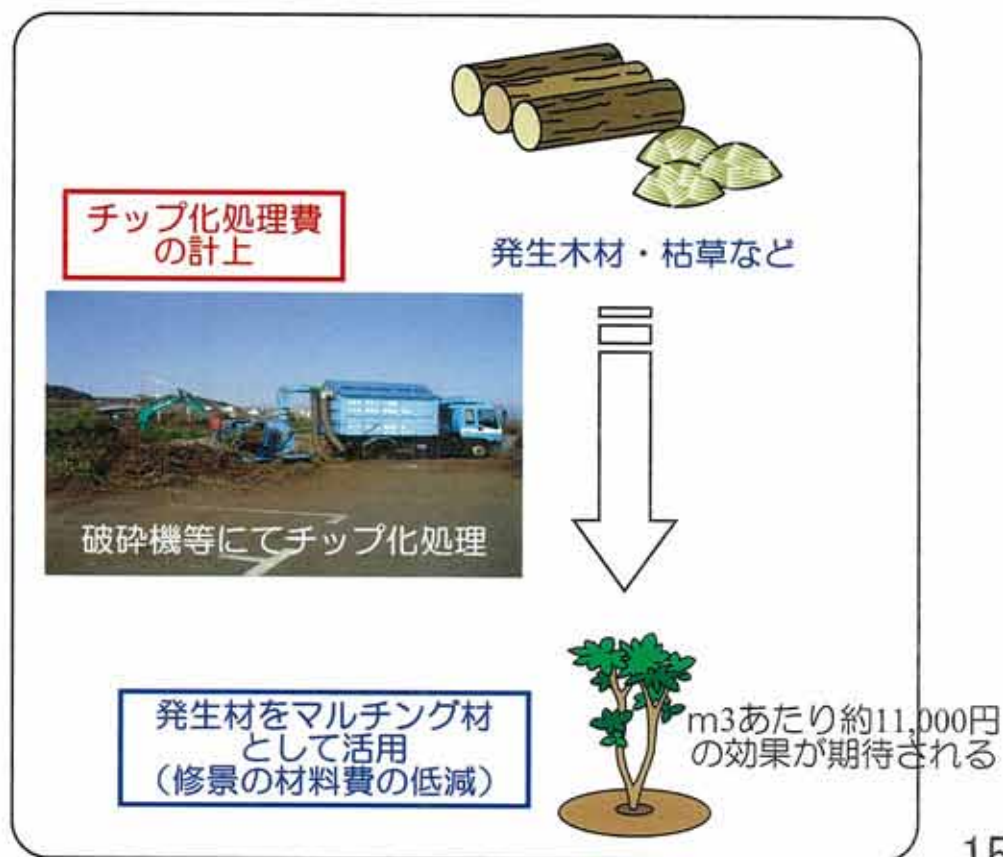 チップ化処理費
の計上
発生木材・枯草など
破砕機等にてチップ化処理
発生材をマルチング材
として活用
（修景の材料費の低減）
m3あたり約11,000円
の効果が期待される
15